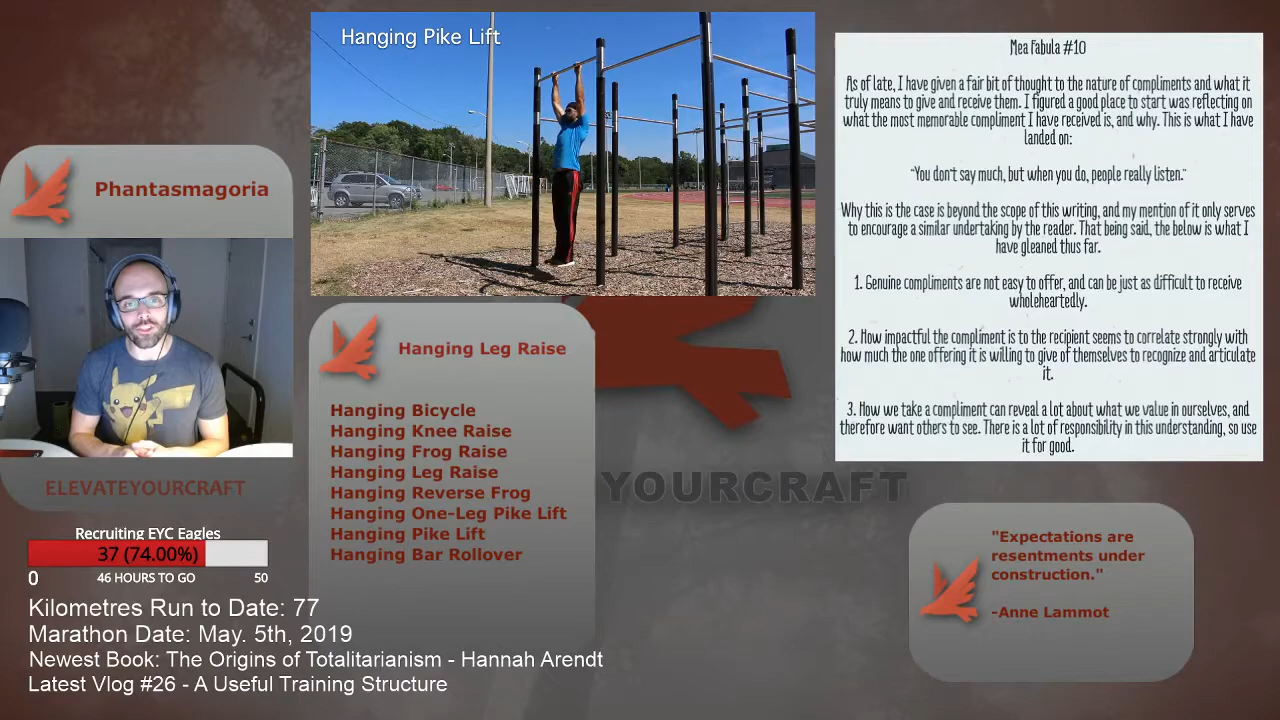 Hanging Pike Lift
Mea Fabula #10
As of late, I have given a fair bit of thought to the nature of compliments and what it
truly means to give and receive them. I figured a good place to start was reflecting on
what the most memorable compliment I have received is, and why. This is what I have
landed on:
"You don't say much, but when you do, people really listen."
Why this is the case is beyond the scope of this writing, and my mention of it only serves
to encourage a similar undertaking by the reader. That being said, the below is what I
have gleaned thus far.
1. Genuine compliments are not easy to offer, and can be just as difficult to receive
wholeheartedly.
2. How impactful the compliment is to the recipient seems to correlate strongly with
how much the one offering it is willing to give of themselves to recognize and articulate
it.
3. How we take a compliment can reveal a lot about what we value in ourselves, and
therefore want others to see. There is a lot of responsibility in this understanding, so use
it for good.
Phantasmagoria
ELEVATEYOURCRAFT
Hanging Leg Raise
Hanging Bicycle
Hanging Knee Raise
Hanging Frog Raise
Hanging Leg Raise
Hanging Reverse Frog
Hanging One-Leg Pike Lift
Hanging Pike Lift
Hanging Bar Rollover
YOURCRAFT
"Expectations are
resentments under
construction."
-Anne Lammot
Recruiting EYC Eagles
37 (74.00%)
0 46 HOURS TO GO 50
Kilometres Run to Date: 77
Marathon Date: May. 5th, 2019
Newest Book: The Origins of Totalitarianism - Hannah Arendt
Latest Vlog #26 - A Useful Training Structure